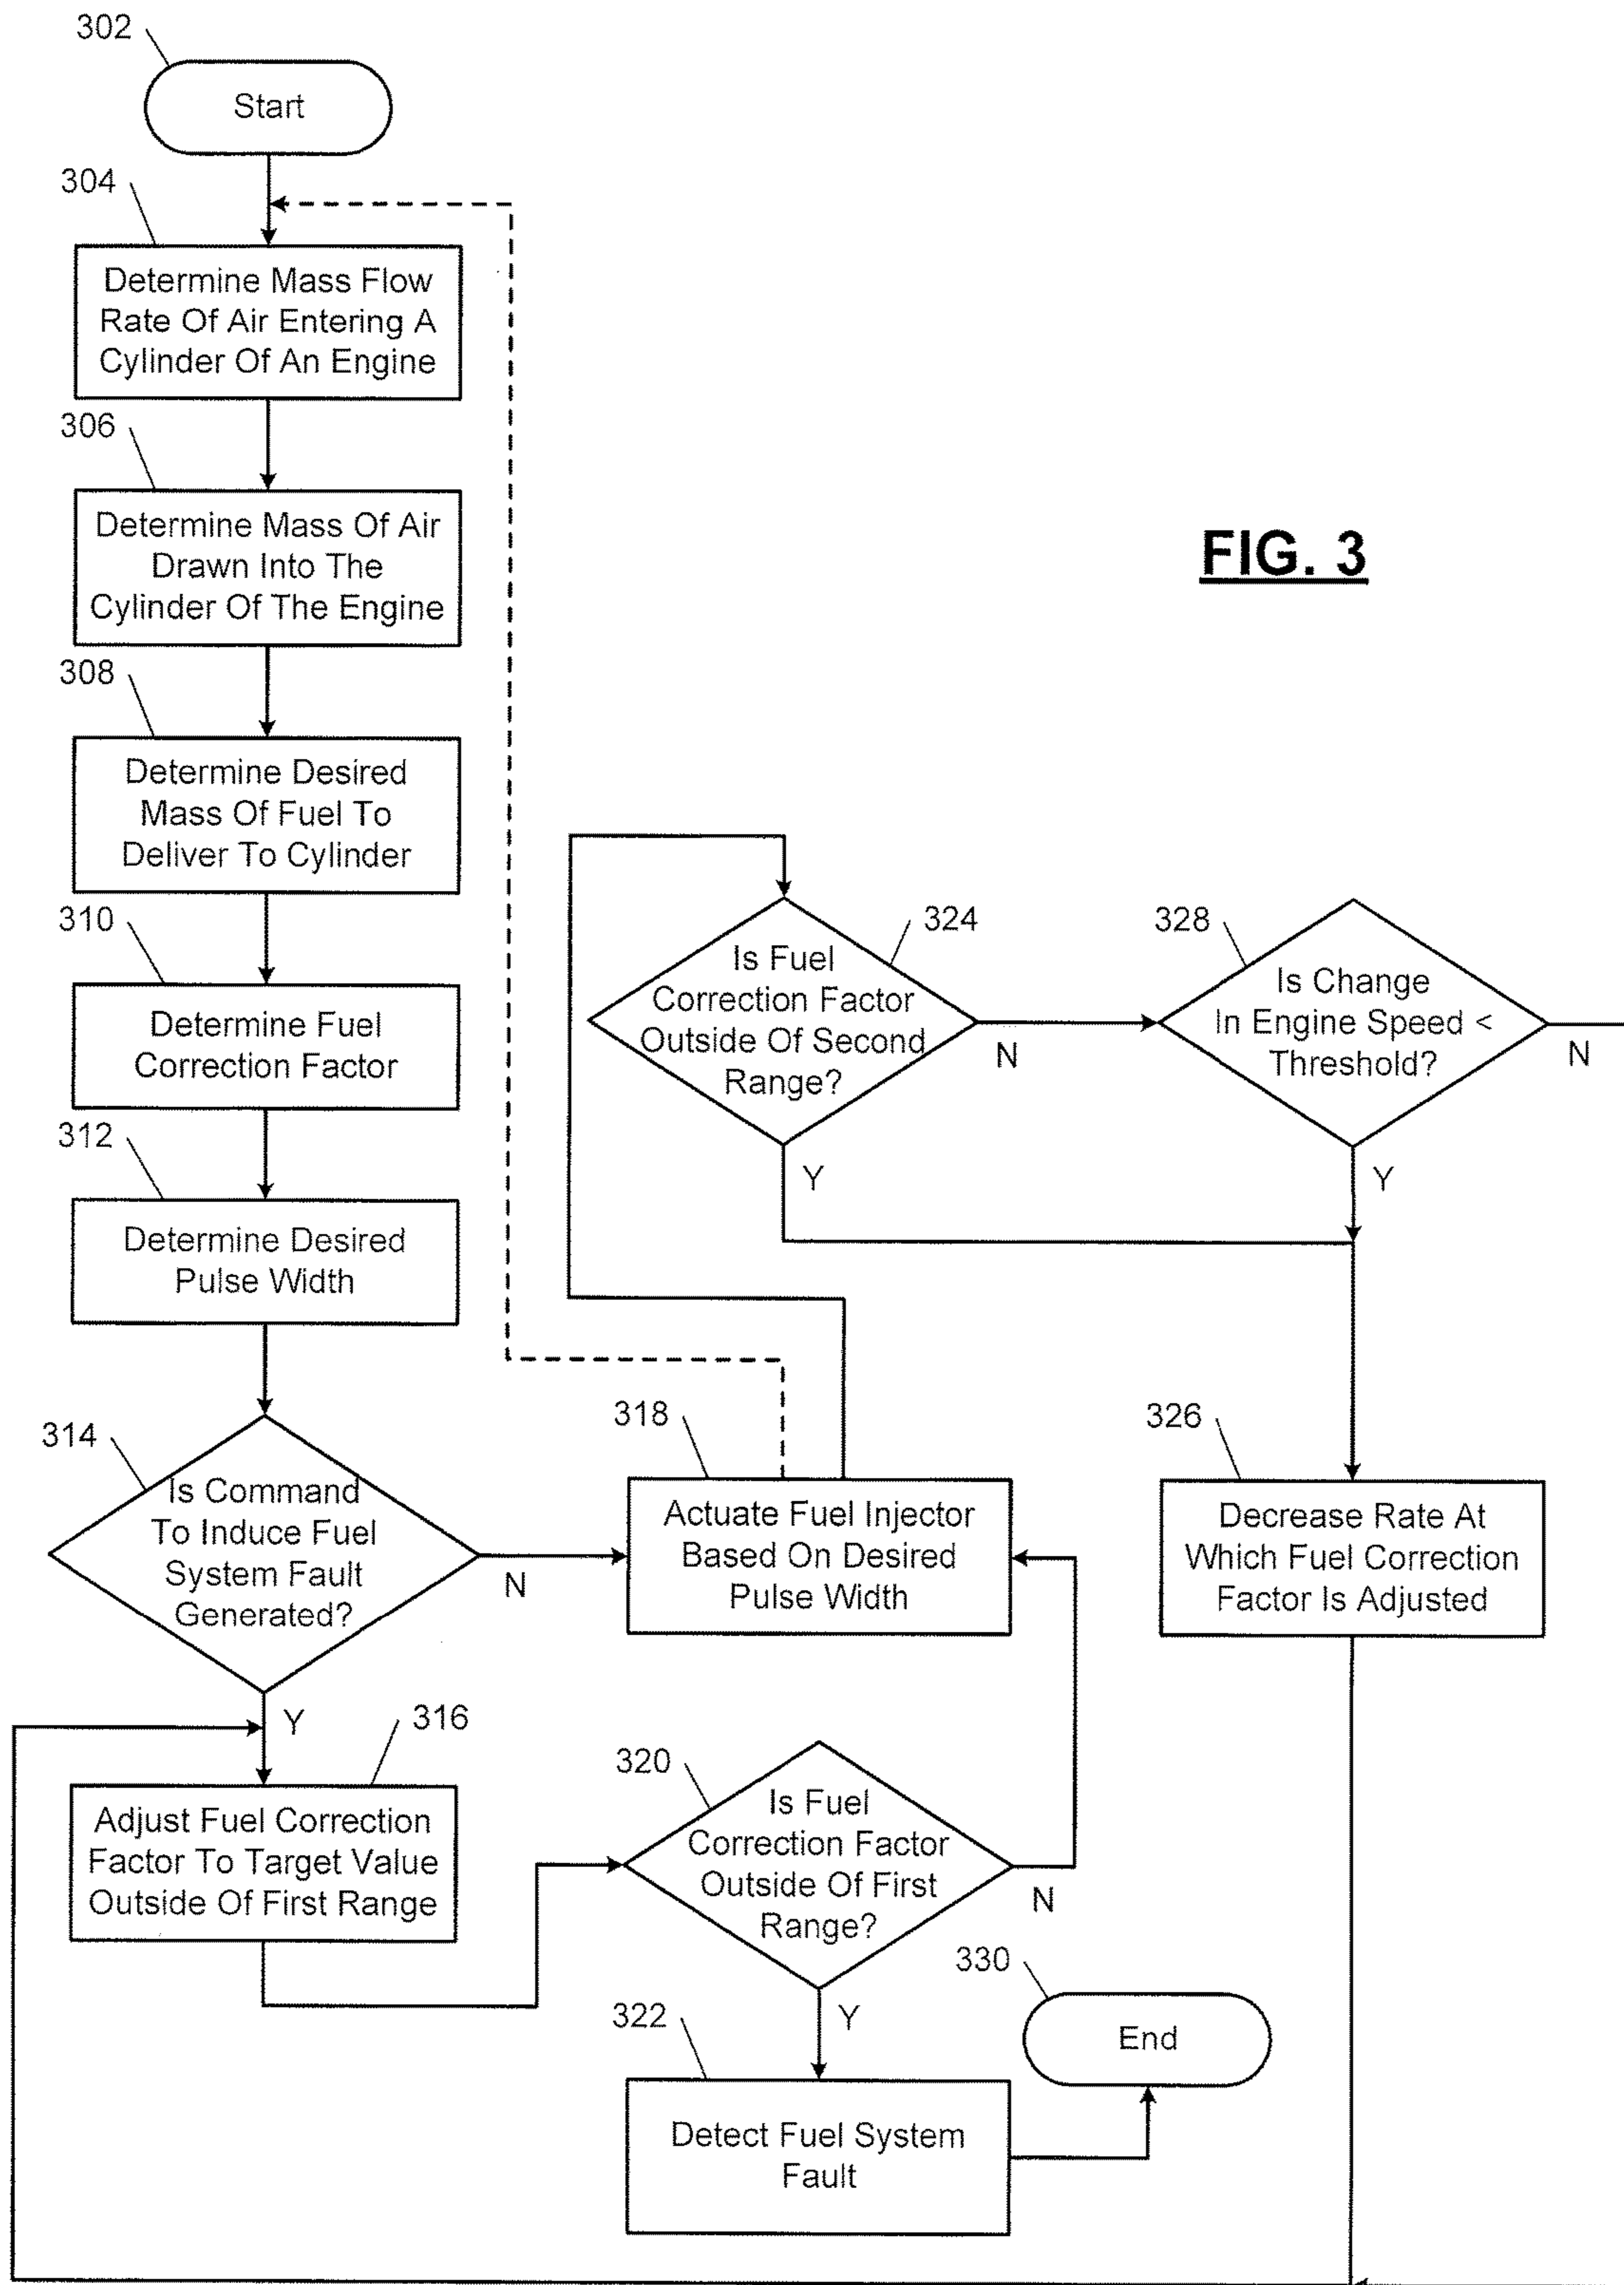 302
Start
304
Determine Mass Flow
Rate Of Air Entering A
Cylinder Of An Engine
306
Determine Mass Of Air
Drawn Into The
Cylinder Of The Engine
FIG. 3
308
Determine Desired
Mass Of Fuel To
Deliver To Cylinder
310
Determine Fuel
Correction Factor
312
Determine Desired
Pulse Width
314
Is Command
To Induce Fuel
System Fault
Generated?
N
Y
316
Adjust Fuel Correction
Factor To Target Value
Outside Of First Range
318
Actuate Fuel Injector
Based On Desired
Pulse Width
320
Is Fuel
Correction Factor
Outside Of First
Range?
N
Y
322
Detect Fuel System
Fault
330
End
324
Is Fuel
Correction Factor
Outside Of Second
Range?
N
Y
328
Is Change
In Engine Speed <
Threshold?
N
Y
326
Decrease Rate At
Which Fuel Correction
Factor Is Adjusted